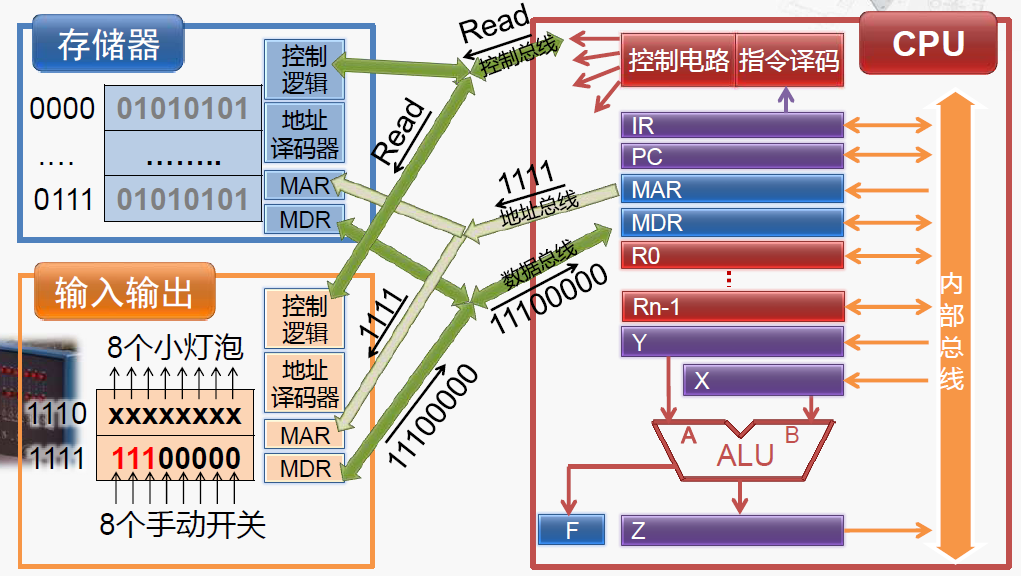 存储器
控制
逻辑
0000
01010101
地址
译码器
....
........
0111
01010101
MAR
MDR
输入输出
控制
逻辑
8个小灯泡
地址
译码器
1110
xxxxxxxx
MAR
1111
11100000
MDR
8个手动开关
Read
控制总线
Read
1111
地址总线
数据总线
11100000
1111
11100000
CPU
控制电路
指令译码
IR
PC
MAR
MDR
R0
Rn-1
Y
X
A
B
ALU
F
Z
内
部
总
线